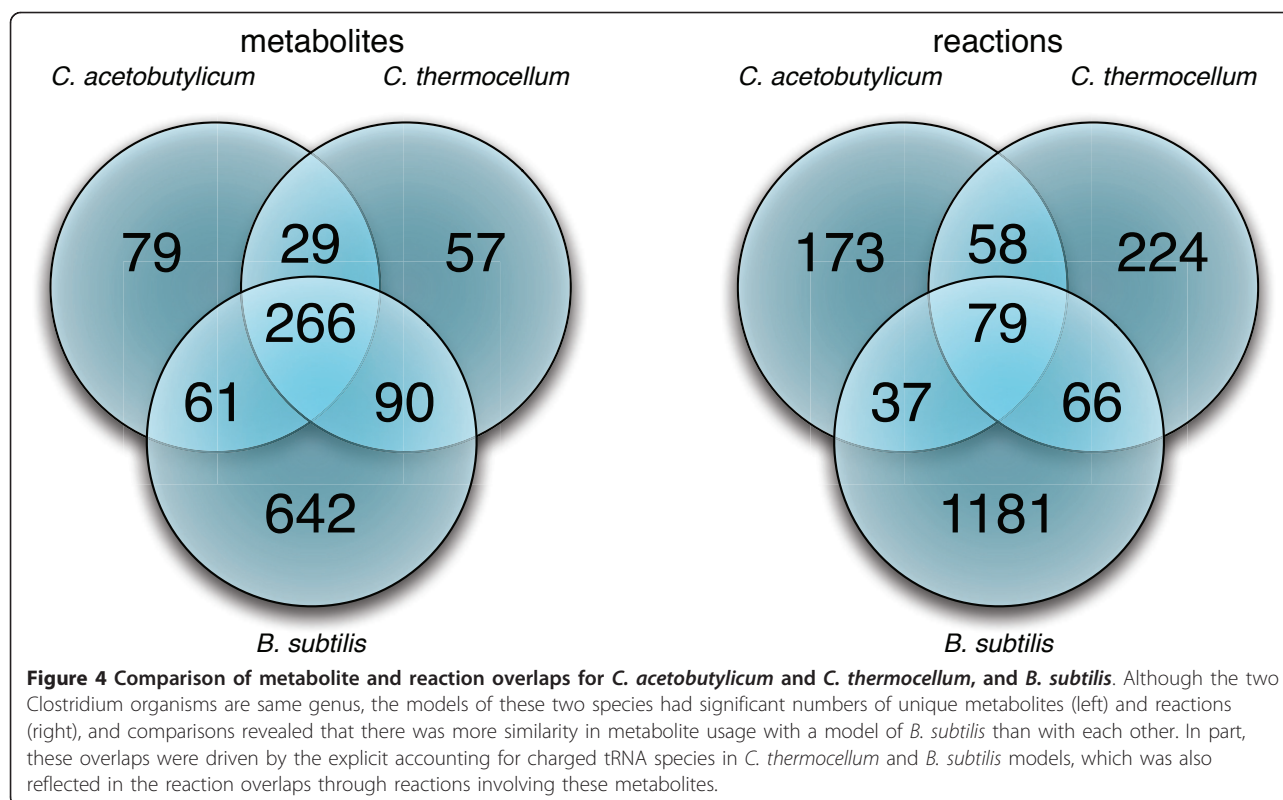 metabolites
C. acetobutylicum
C. thermocellum
79
29
57
266
61
90
642
B. subtilis
reactions
C. acetobutylicum
C. thermocellum
173
58
224
79
37
66
1181
B. subtilis
Figure 4 Comparison of metabolite and reaction overlaps for C. acetobutylicum and C. thermocellum, and B. subtilis. Although the two
Clostridium organisms are same genus, the models of these two species had significant numbers of unique metabolites (left) and reactions
(right), and comparisons revealed that there was more similarity in metabolite usage with a model of B. subtilis than with each other. In part,
these overlaps were driven by the explicit accounting for charged tRNA species in C. thermocellum and B. subtilis models, which was also
reflected in the reaction overlaps through reactions involving these metabolites.